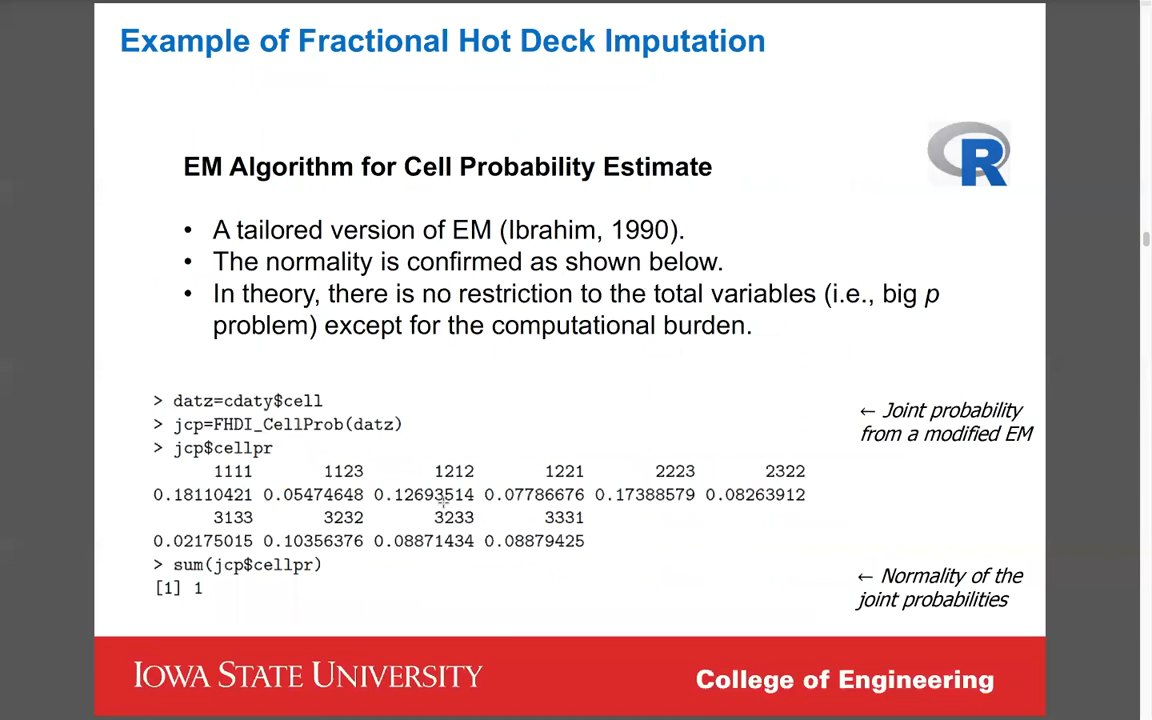 Example of Fractional Hot Deck Imputation
R
EM Algorithm for Cell Probability Estimate
• A tailored version of EM (Ibrahim, 1990).
• The normality is confirmed as shown below.
• In theory, there is no restriction to the total variables (i.e., big p
problem) except for the computational burden.
> datz=cdaty$cell
> jcp=FHDI_CellProb(datz)
> jcp$cellpr
1111 1123 1212 1221 2223 2322
0.18110421 0.05474648 0.12693514 0.07786676 0.17388579 0.08263912
3133 3232 3233 3331
0.02175015 0.10356376 0.08871434 0.08879425
> sum(jcp$cellpr)
[1] 1
← Joint probability
from a modified EM
← Normality of the
joint probabilities
IOWA STATE UNIVERSITY
College of Engineering